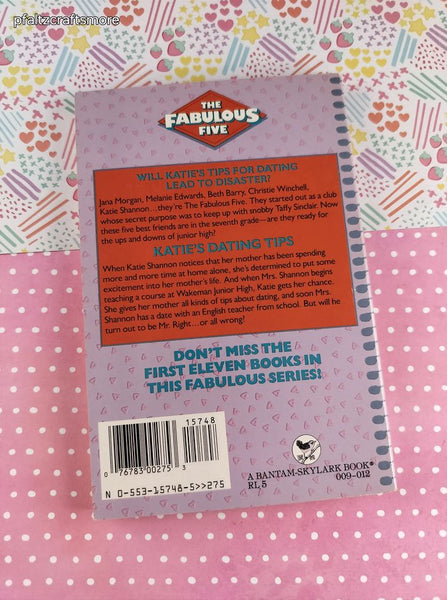 pfaltzcraftsmore
THE
FABULOUS
FIVE
WILL KATIE'S TIPS FOR DATING
LEAD TO DISASTER?
Jana Morgan, Melanie Edwards, Beth Barry, Christie Winchell,
Katie Shannon...they're The Fabulous Five. They started out as a club
whose secret purpose was to keep up with snobby Taffy Sinclair. Now
these five best friends are in the seventh grade—are they ready for
the ups and downs of junior high?
KATIE'S DATING TIPS
When Katie Shannon notices that her mother has been spending
more and more time at home alone, she's determined to put some
excitement into her mother's life. And when Mrs. Shannon begins
teaching a course at Wakeman Junior High, Katie gets her chance.
She gives her mother all kinds of tips about dating, and soon Mrs.
Shannon has a date with an English teacher from school. But will he
turn out to be Mr. Right...or all wrong!
DON'T MISS THE
FIRST ELEVEN BOOKS IN
THIS FABULOUS SERIES!
15748
0 76783 00275 3
N 0-553-15748-5>>275
A BANTAM-SKYLARK BOOK®
RL 5 009-012